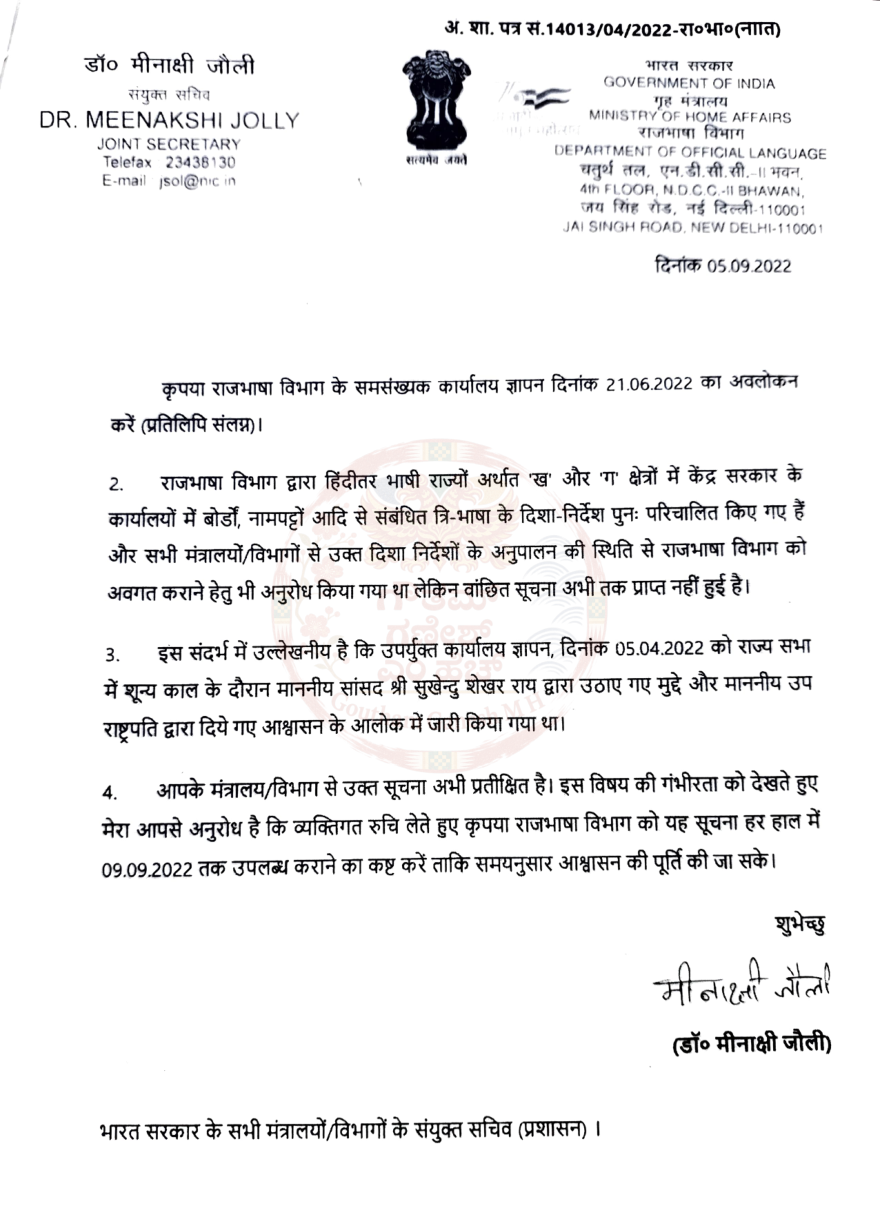 अ. शा. पत्र सं.14013/04/2022-रा०भा०(नाात)
डॉ० मीनाक्षी जौली
संयुक्त सचिव
DR. MEENAKSHI JOLLY
JOINT SECRETARY
Telefax 23438130
E-mail jsol@nic.in
सत्यमेव जयते
भारत सरकार
GOVERNMENT OF INDIA
गृह मंत्रालय
MINISTRY OF HOME AFFAIRS
राजभाषा विभाग
DEPARTMENT OF OFFICIAL LANGUAGE
चतुर्थ तल, एन.डी.सी.सी.-II भवन,
4th FLOOR, N.D.C.C.-II BHAWAN,
जय सिंह रोड, नई दिल्ली-110001
JAI SINGH ROAD, NEW DELHI-110001
दिनांक 05.09.2022
कृपया राजभाषा विभाग के समसंख्यक कार्यालय ज्ञापन दिनांक 21.06.2022 का अवलोकन
करें (प्रतिलिपि संलग्न)।
2. राजभाषा विभाग द्वारा हिंदीतर भाषी राज्यों अर्थात 'ख' और 'ग' क्षेत्रों में केंद्र सरकार के
कार्यालयों में बोर्डों, नामपट्टों आदि से संबंधित त्रि-भाषा के दिशा-निर्देश पुनः परिचालित किए गए हैं
और सभी मंत्रालयों/विभागों से उक्त दिशा निर्देशों के अनुपालन की स्थिति से राजभाषा विभाग को
अवगत कराने हेतु भी अनुरोध किया गया था लेकिन वांछित सूचना अभी तक प्राप्त नहीं हुई है।
3. इस संदर्भ में उल्लेखनीय है कि उपर्युक्त कार्यालय ज्ञापन, दिनांक 05.04.2022 को राज्य सभा
में शून्य काल के दौरान माननीय सांसद श्री सुखेन्दु शेखर राय द्वारा उठाए गए मुद्दे और माननीय उप
राष्ट्रपति द्वारा दिये गए आश्वासन के आलोक में जारी किया गया था।
4. आपके मंत्रालय/विभाग से उक्त सूचना अभी प्रतीक्षित है। इस विषय की गंभीरता को देखते हुए
मेरा आपसे अनुरोध है कि व्यक्तिगत रुचि लेते हुए कृपया राजभाषा विभाग को यह सूचना हर हाल में
09.09.2022 तक उपलब्ध कराने का कष्ट करें ताकि समयनुसार आश्वासन की पूर्ति की जा सके।
शुभेच्छु
मीनाक्षी जौली
(डॉ० मीनाक्षी जौली)
भारत सरकार के सभी मंत्रालयों/विभागों के संयुक्त सचिव (प्रशासन) ।